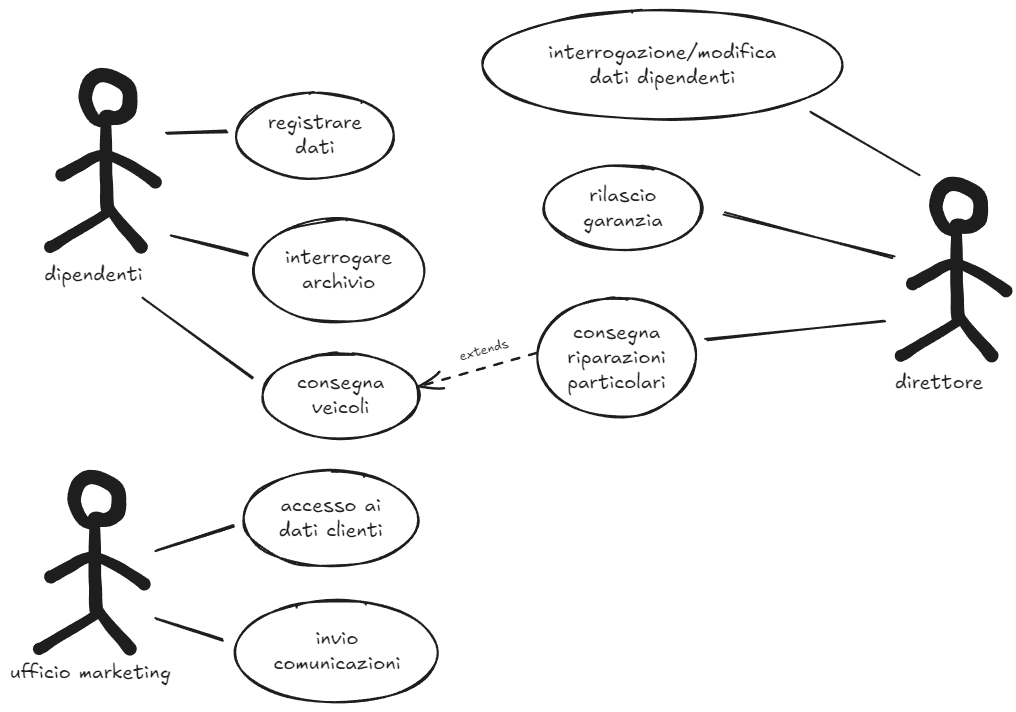 interrogazione/modifica
dati dipendenti
registrare
dati
rilascio
garanzia
dipendenti
interrogare
archivio
consegna
riparazioni
particolari
extends
direttore
consegna
veicoli
accesso ai
dati clienti
invio
comunicazioni
ufficio marketing